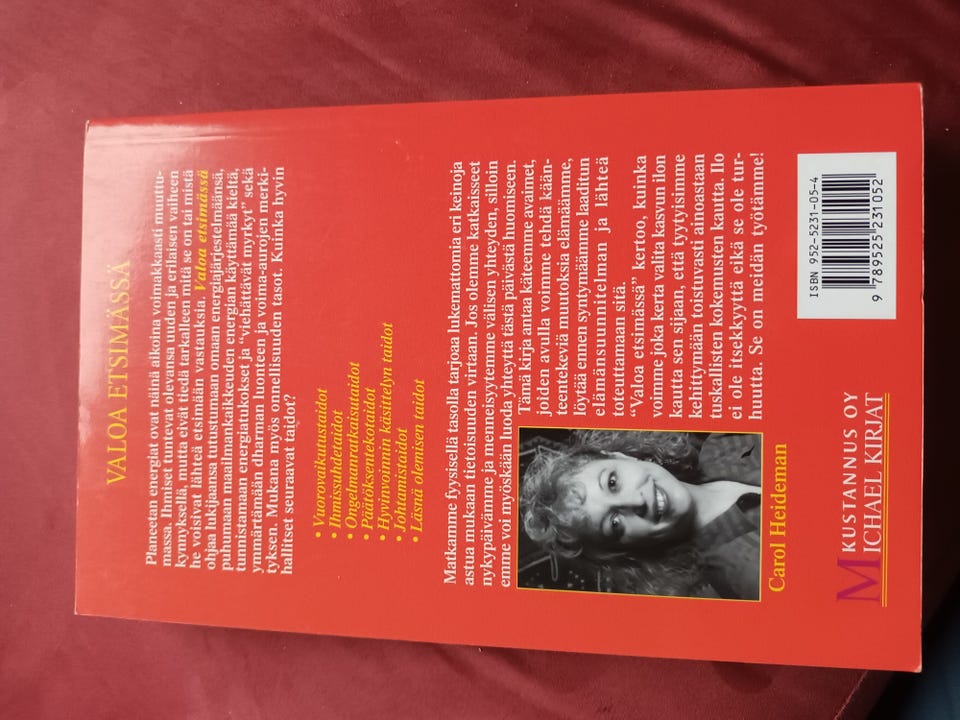 VALOA ETSIMÄSSÄ
Planeetan energiat ovat näinä aikoina voimakkaasti muuttu-
massa. Ihmiset tuntevat olevansa uuden ja erilaisen vaiheen
kynnyksellä, mutta eivät tiedä tarkalleen mitä se on tai mistä
he voisivat lähteä etsimään vastauksia. Valoa etsimässä
ohjaa lukijaansa tutustumaan omaan energiajärjestelmäänsä,
puhumaan maailmankaikkeuden energian käyttämää kieltä,
tunnistamaan energiatukokset ja "viehättävät myrkyt" sekä
ymmärtämään dharman luonteen ja voima-aurojen merki-
tyksen. Mukana myös onnellisuuden tasot. Kuinka hyvin
hallitset seuraavat taidot?
• Vuorovaikutustaidot
• Ihmissuhdetaidot
• Ongelmanratkaisutaidot
• Päätöksentekotaidot
• Hyvinvoinnin käsittelyn taidot
• Johtamistaidot
• Läsnä olemisen taidot
Matkamme fyysisellä tasolla tarjoaa lukemattomia eri keinoja
astua mukaan tietoisuuden virtaan. Jos olemme katkaisseet
nykypäivämme ja menneisyytemme välisen yhteyden, silloin
emme voi myöskään luoda yhteyttä tästä päivästä huomiseen.
Tämä kirja antaa käteemme avaimet,
joiden avulla voimme tehdä kään-
teentekeviä muutoksia elämäämme,
löytää ennen syntymäämme laaditun
elämänsuunnitelman ja lähteä
toteuttamaan sitä.
"Valoa etsimässä" kertoo, kuinka
voimme joka kerta valita kasvun ilon
kautta sen sijaan, että tyytyisimme
kehittymään toistuvasti ainoastaan
tuskallisten kokemusten kautta. Ilo
ei ole itsekkyyttä eikä se ole tur-
huutta. Se on meidän työtämme!
Carol Heideman
KUSTANNUS OY
MICHAEL KIRJAT
ISBN 952-5231-05-4
9 789525 231052